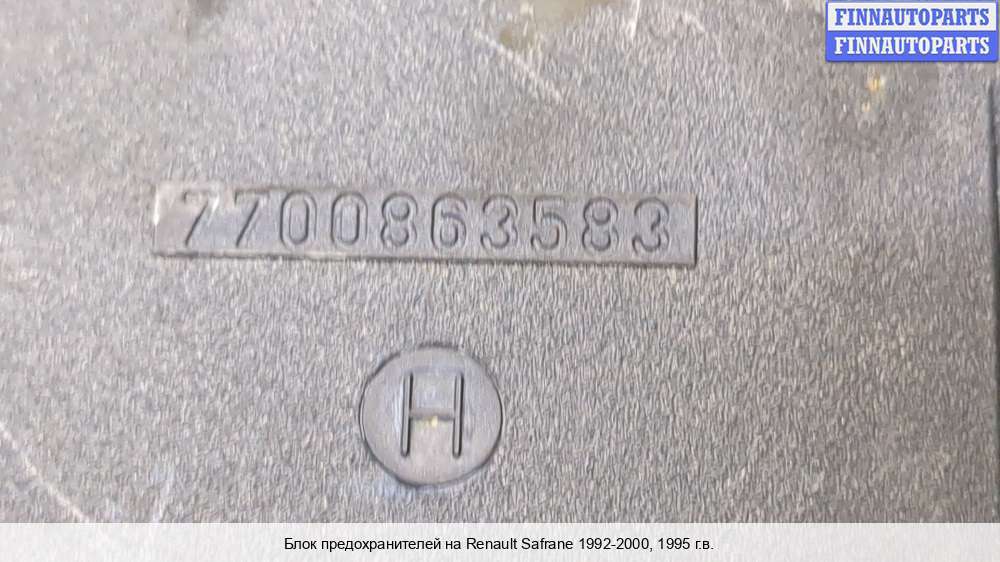 FINNAUTOPARTS
FINNAUTOPARTS
7700863583
H
Блок предохранителей на Renault Safrane 1992-2000, 1995 г.в.